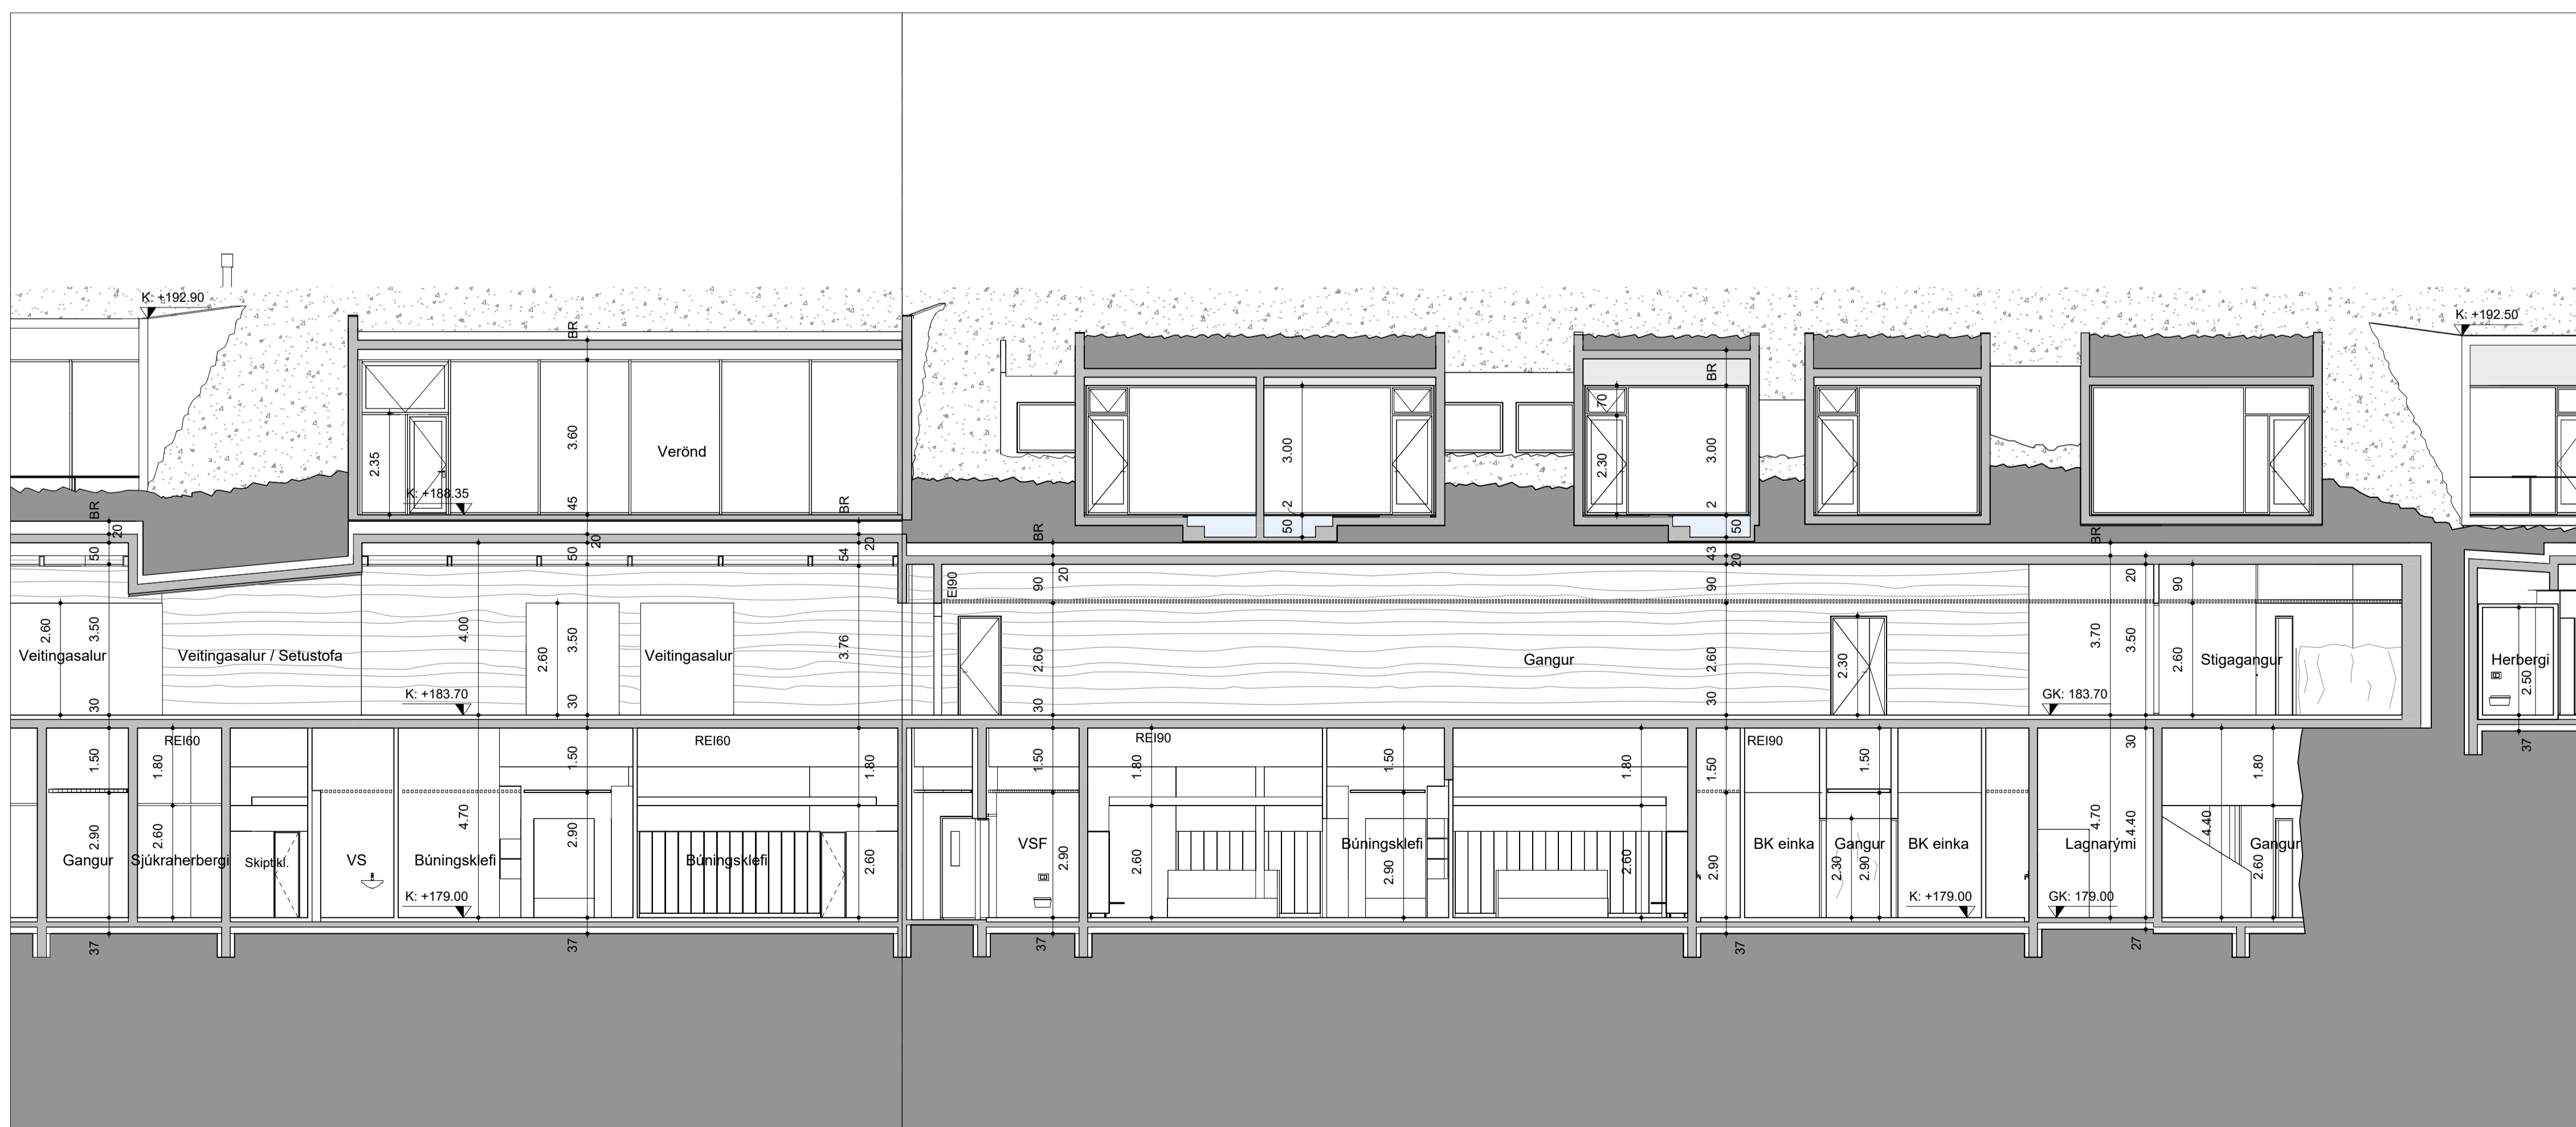 K: +192.90
K: +192.50
BR
BR
70
2.35
3.60
Verönd
3.00
2.30
3.00
K: +188.35
45
BR
BR
2
50
2
50
20
50
50
20
54
20
BR
43
20
BR
EI90
90
20
90
20
90
2.60
3.50
4.00
2.60
3.50
3.76
2.60
2.60
2.30
3.70
3.50
2.60
2.50
Veitingasalur
Veitingasalur / Setustofa
Veitingasalur
Gangur
Stigagangur
Herbergi
K: +183.70
GK: 183.70
30
30
30
30
30
37
REI60
REI60
REI90
REI90
1.50
1.80
1.50
1.80
1.50
1.80
1.50
1.80
1.50
1.50
1.80
2.90
2.60
4.70
2.90
2.60
2.90
2.60
2.90
2.60
2.90
2.30
2.90
4.70
4.40
4.40
2.60
Gangur
Sjúkraherbergi
Skiptikl.
VS
Búningsklefi
Búningsklefi
VSF
Búningsklefi
BK einka
Gangur
BK einka
Lagnarými
Gangur
K: +179.00
K: +179.00
GK: 179.00
37
37
37
37
27